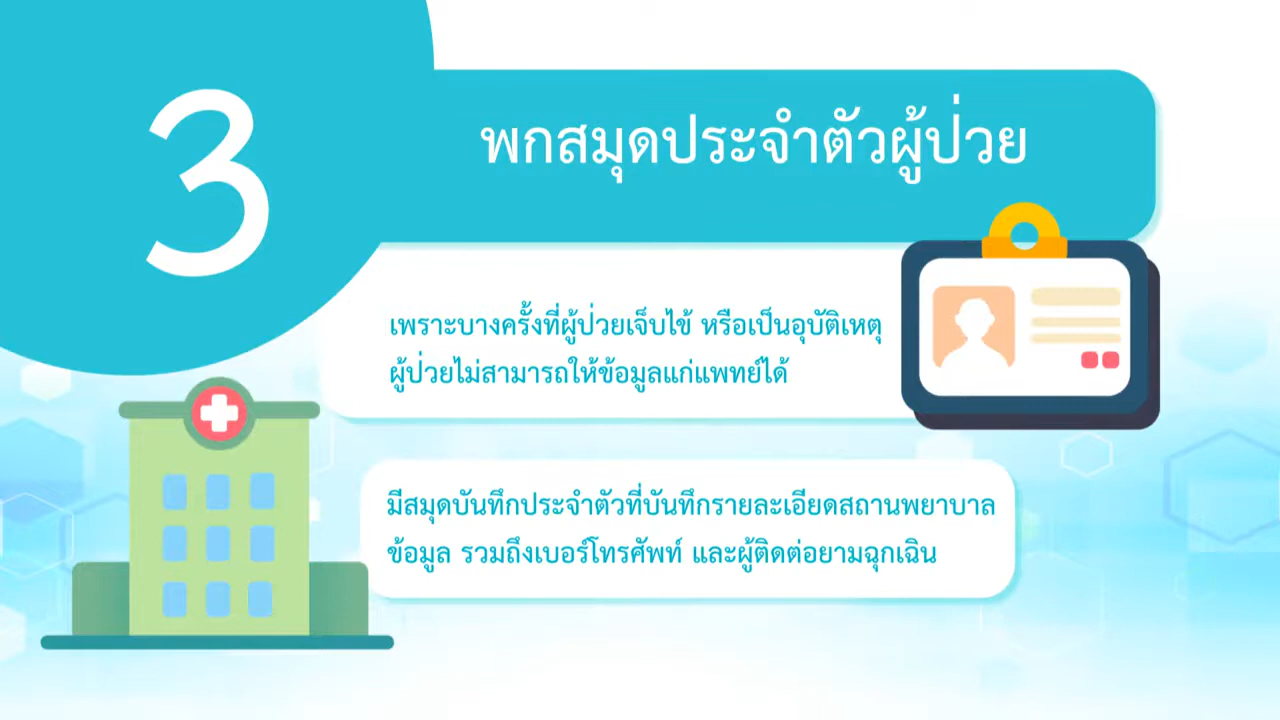 3
พกสมุดประจำตัวผู้ป่วย
เพราะบางครั้งที่ผู้ป่วยเจ็บไข้ หรือเป็นอุบัติเหตุ
ผู้ป่วยไม่สามารถให้ข้อมูลแก่แพทย์ได้
มีสมุดบันทึกประจำตัวที่บันทึกรายละเอียดสถานพยาบาล
ข้อมูล รวมถึงเบอร์โทรศัพท์ และผู้ติดต่อยามฉุกเฉิน